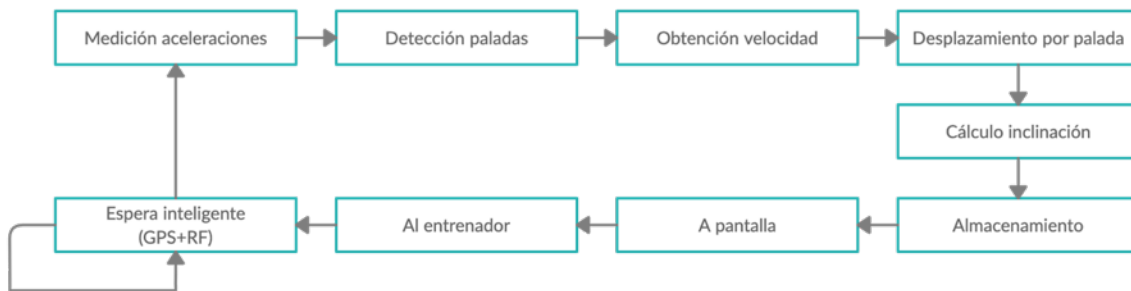 Medición aceleraciones
Detección paladas
Obtención velocidad
Desplazamiento por palada
Cálculo inclinación
Almacenamiento
A pantalla
Al entrenador
Espera inteligente
(GPS+RF)